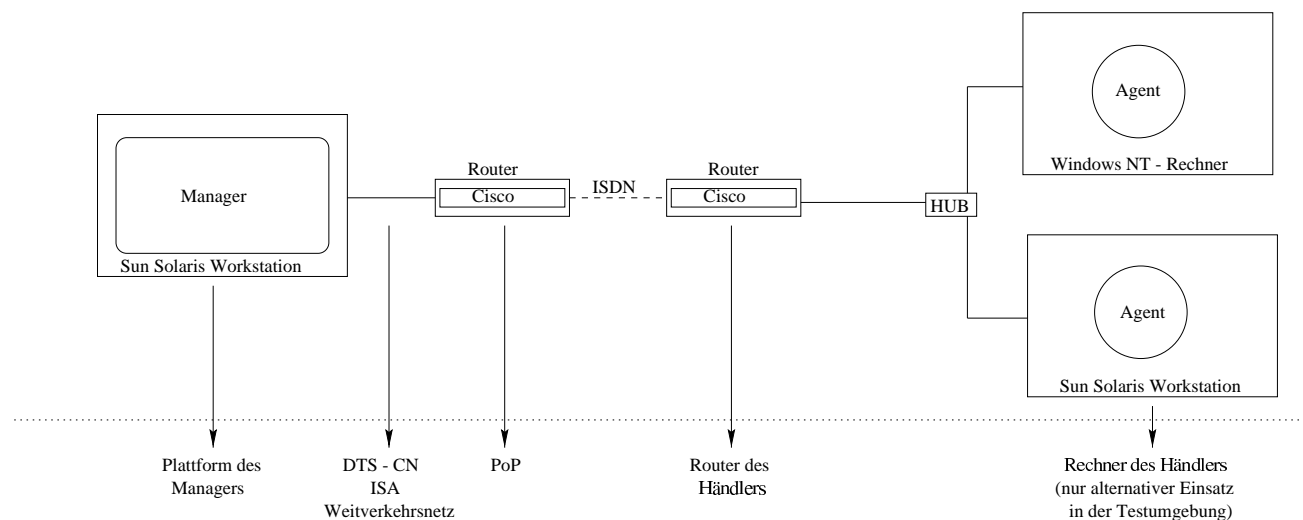 Agent
Windows NT - Rechner
Router
Router
ISDN
Manager
Cisco
Cisco
HUB
Sun Solaris Workstation
Agent
Sun Solaris Workstation
Plattform des
Managers
DTS - CN
ISA
Weitverkehrsnetz
PoP
Router des
Händlers
Rechner des Händlers
(nur alternativer Einsatz
in der Testumgebung)